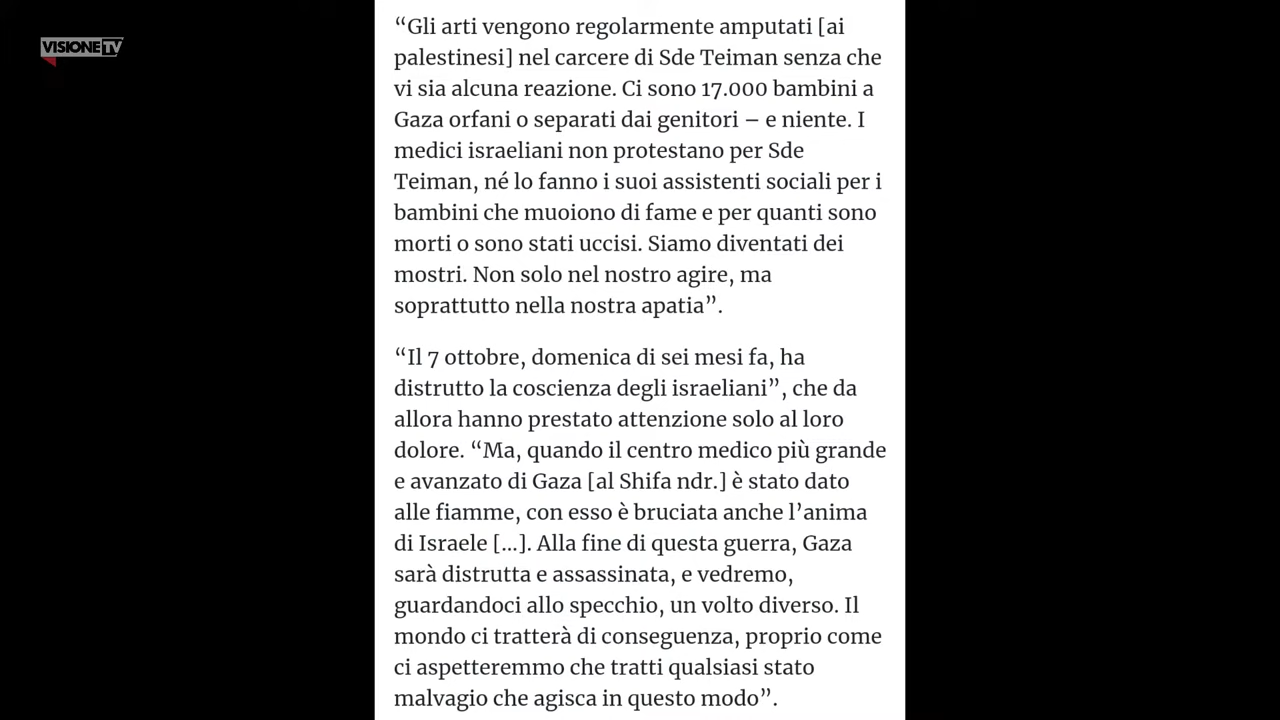 VISIONE TV
“Gli arti vengono regolarmente amputati [ai
palestinesi] nel carcere di Sde Teiman senza che
vi sia alcuna reazione. Ci sono 17.000 bambini a
Gaza orfani o separati dai genitori – e niente. I
medici israeliani non protestano per Sde
Teiman, né lo fanno i suoi assistenti sociali per i
bambini che muoiono di fame e per quanti sono
morti o sono stati uccisi. Siamo diventati dei
mostri. Non solo nel nostro agire, ma
soprattutto nella nostra apatia”.
“Il 7 ottobre, domenica di sei mesi fa, ha
distrutto la coscienza degli israeliani”, che da
allora hanno prestato attenzione solo al loro
dolore. “Ma, quando il centro medico più grande
e avanzato di Gaza [al Shifa ndr.] è stato dato
alle fiamme, con esso è bruciata anche l’anima
di Israele [...]. Alla fine di questa guerra, Gaza
sarà distrutta e assassinata, e vedremo,
guardandoci allo specchio, un volto diverso. Il
mondo ci tratterà di conseguenza, proprio come
ci aspetteremmo che tratti qualsiasi stato
malvagio che agisca in questo modo”.